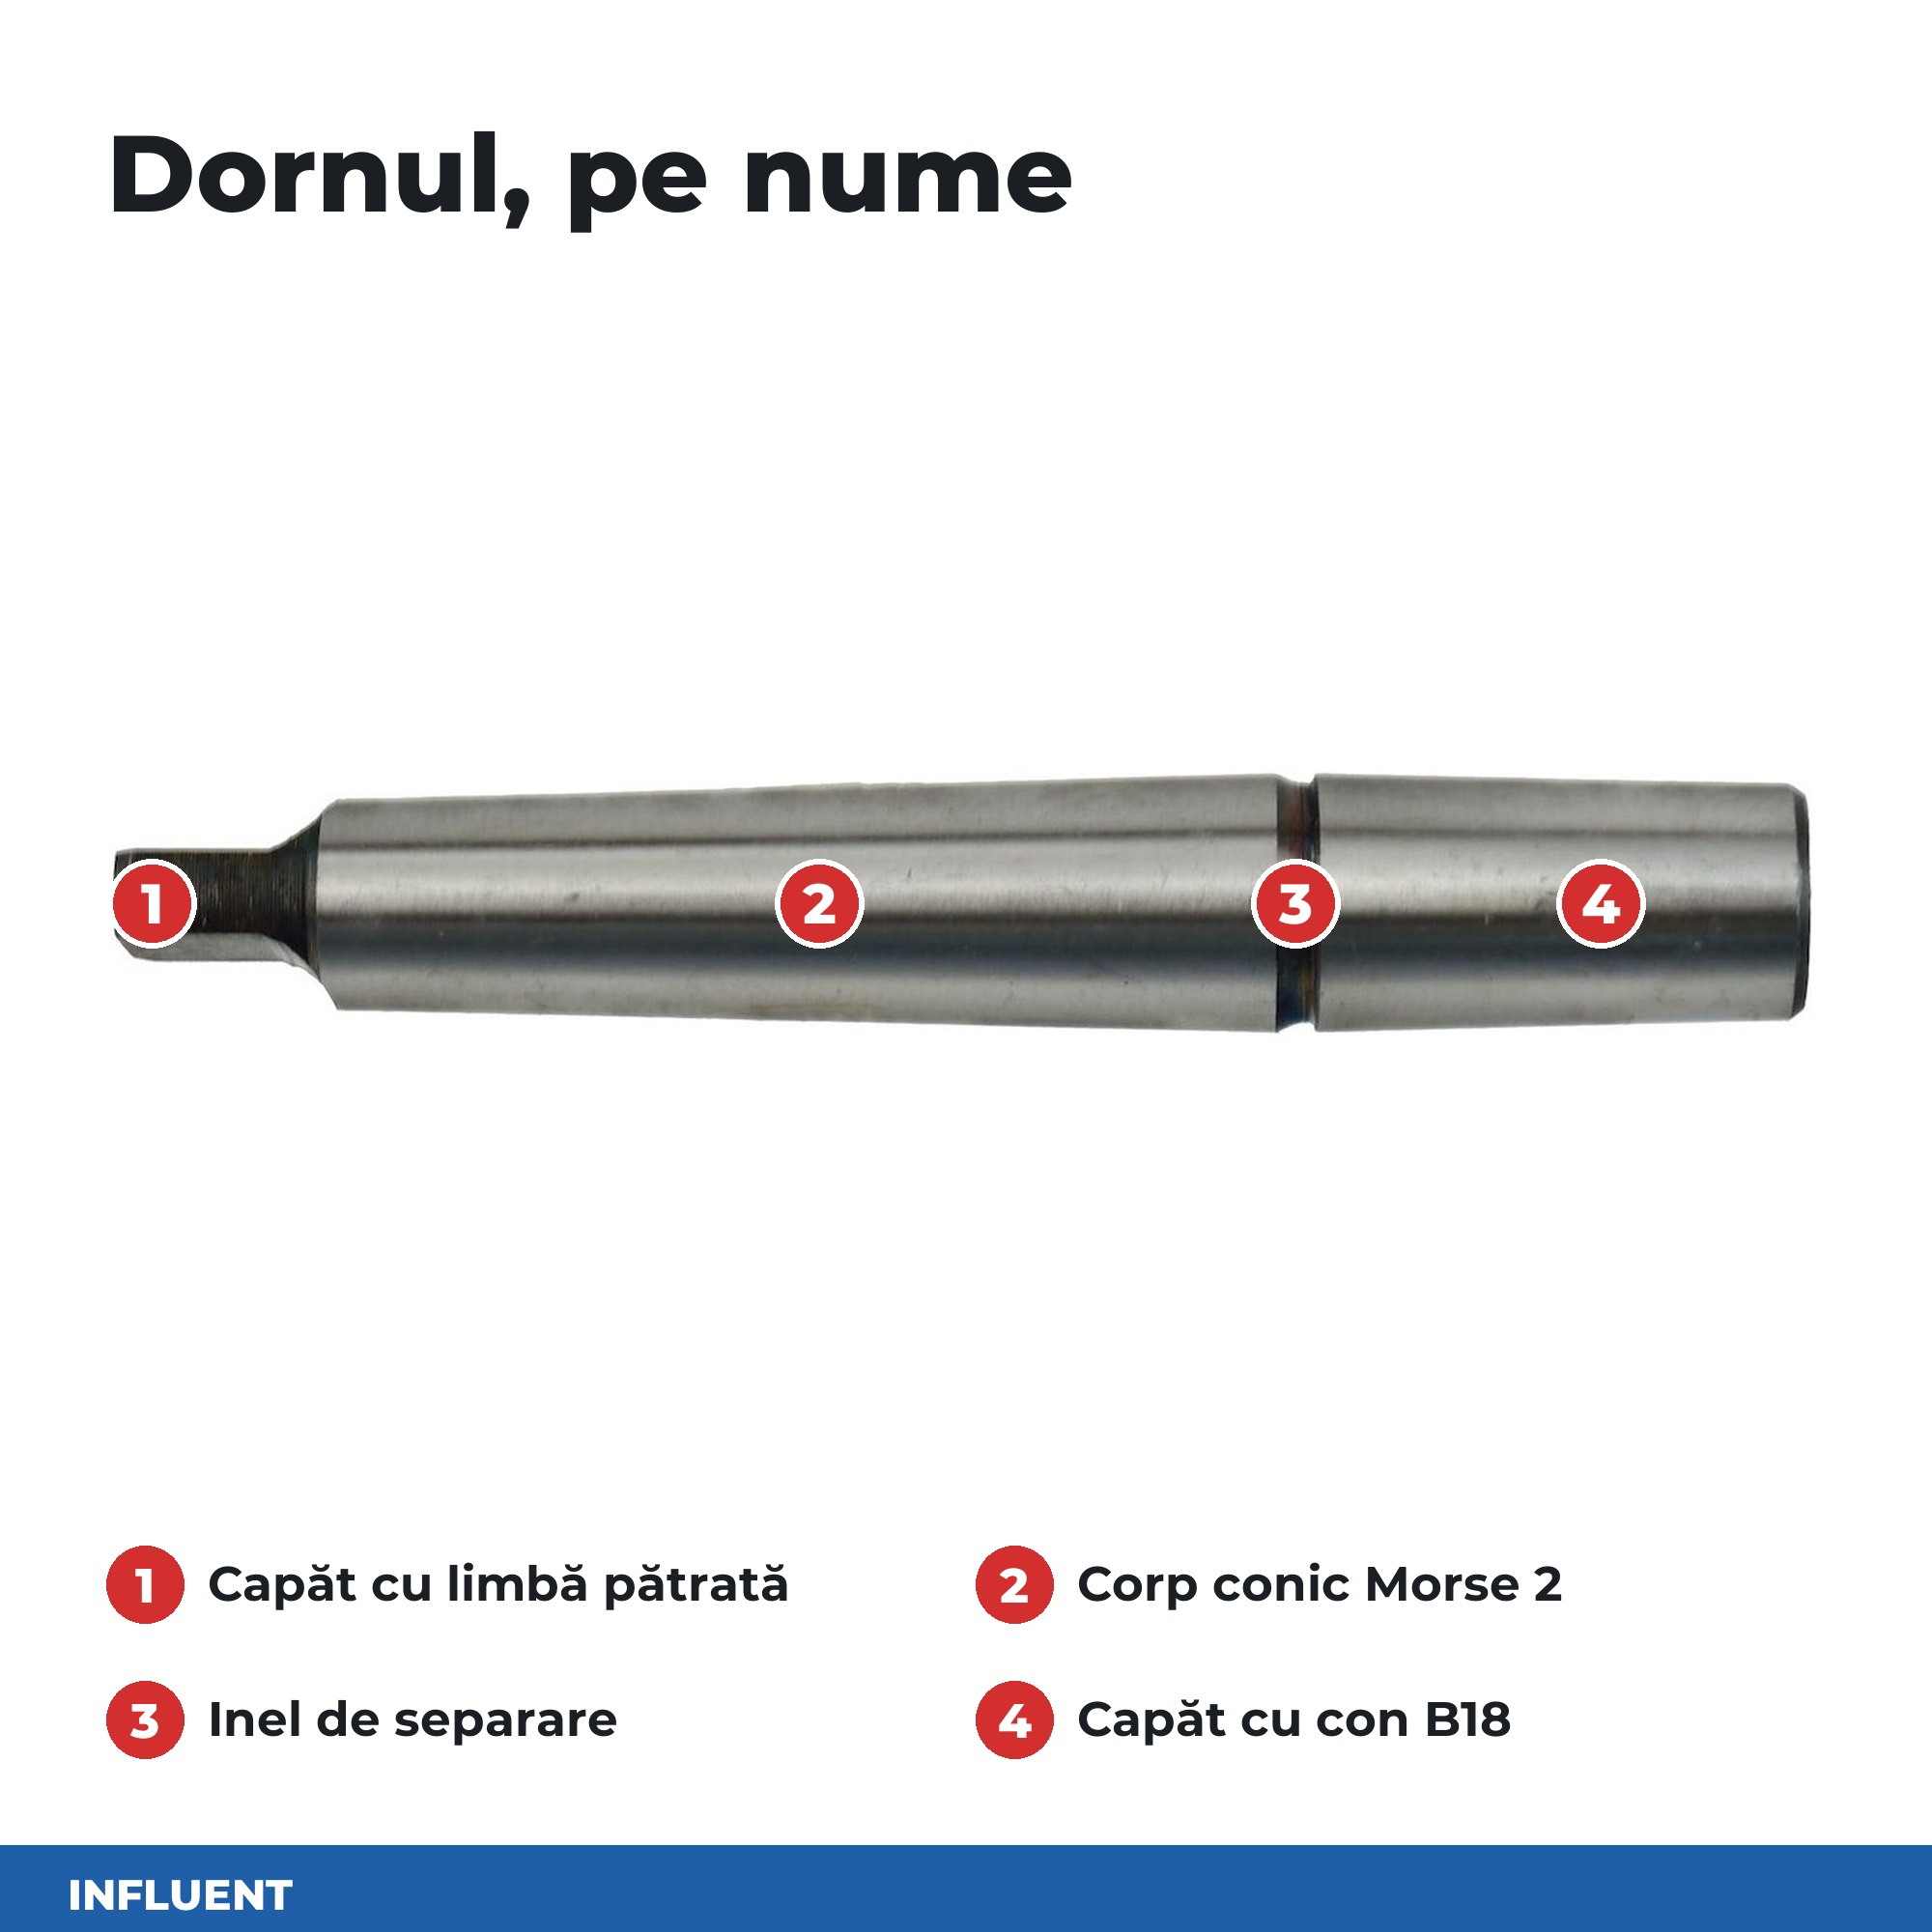 Dornul, pe nume
1 2 3 4
1 Capăt cu limbă pătrată
2 Corp conic Morse 2
3 Inel de separare
4 Capăt cu con B18
INFLUENT